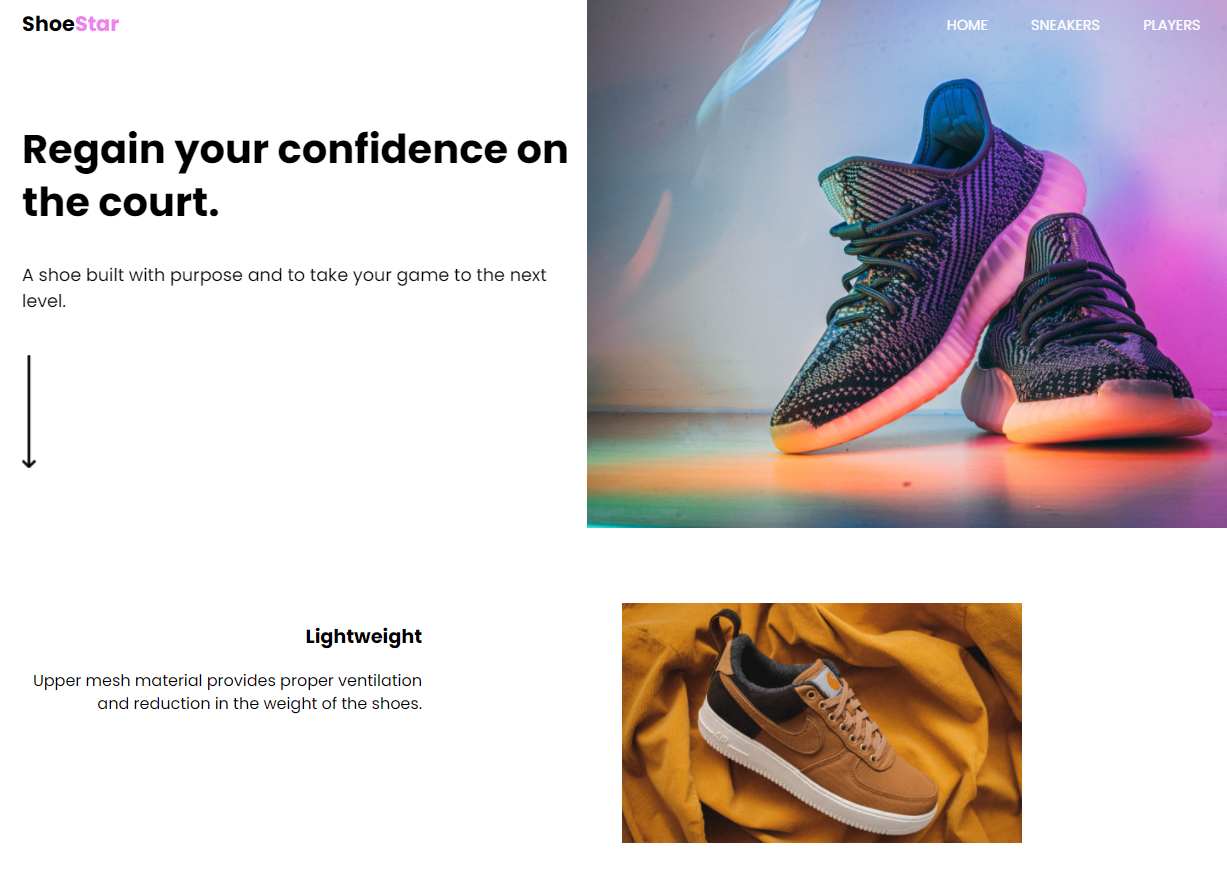 ShoeStar
HOME
SNEAKERS
PLAYERS
Regain your confidence on
the court.
A shoe built with purpose and to take your game to the next
level.
Lightweight
Upper mesh material provides proper ventilation
and reduction in the weight of the shoes.